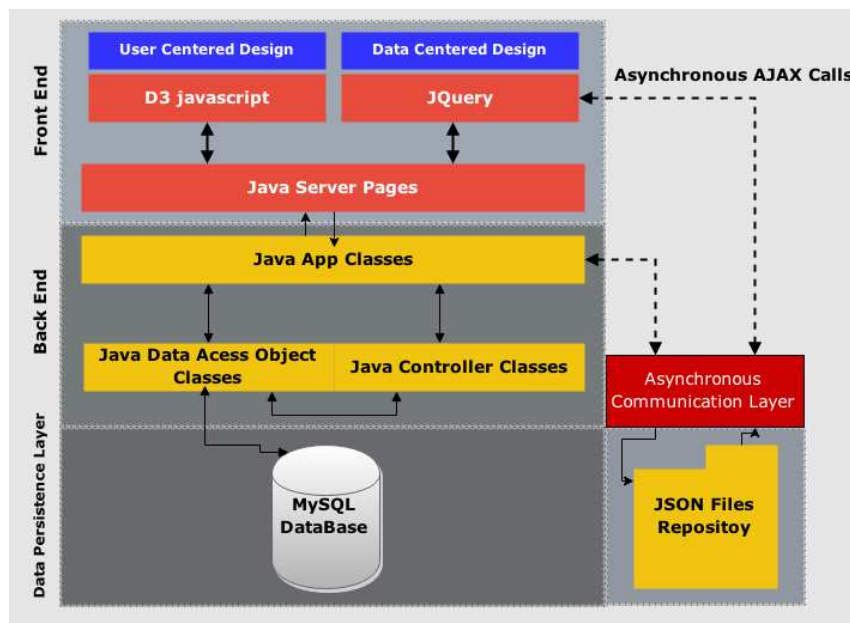 Front End
User Centered Design
Data Centered Design
Asynchronous AJAX Calls
D3 javascript
JQuery
Java Server Pages
Back End
Java App Classes
Java Data Acess Object
Classes
Java Controller Classes
Asynchronous
Communication Layer
Data Persistence Layer
MySQL
DataBase
JSON Files
Repositoy